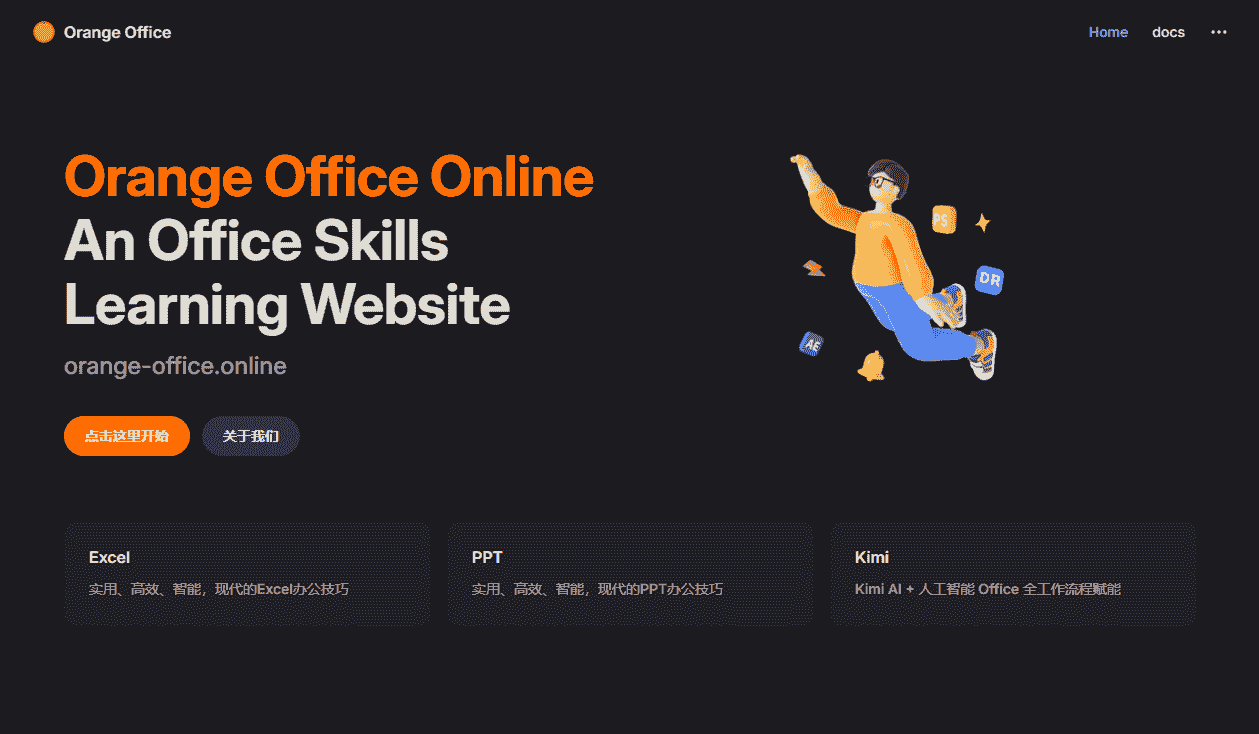 Orange Office
Home
docs
Orange Office Online
An Office Skills
Learning Website
orange-office.online
点击这里开始
关于我们
PS
DR
AE
Excel
实用、高效、智能，现代的Excel办公技巧
PPT
实用、高效、智能，现代的PPT办公技巧
Kimi
Kimi AI + 人工智能 Office 全工作流程赋能